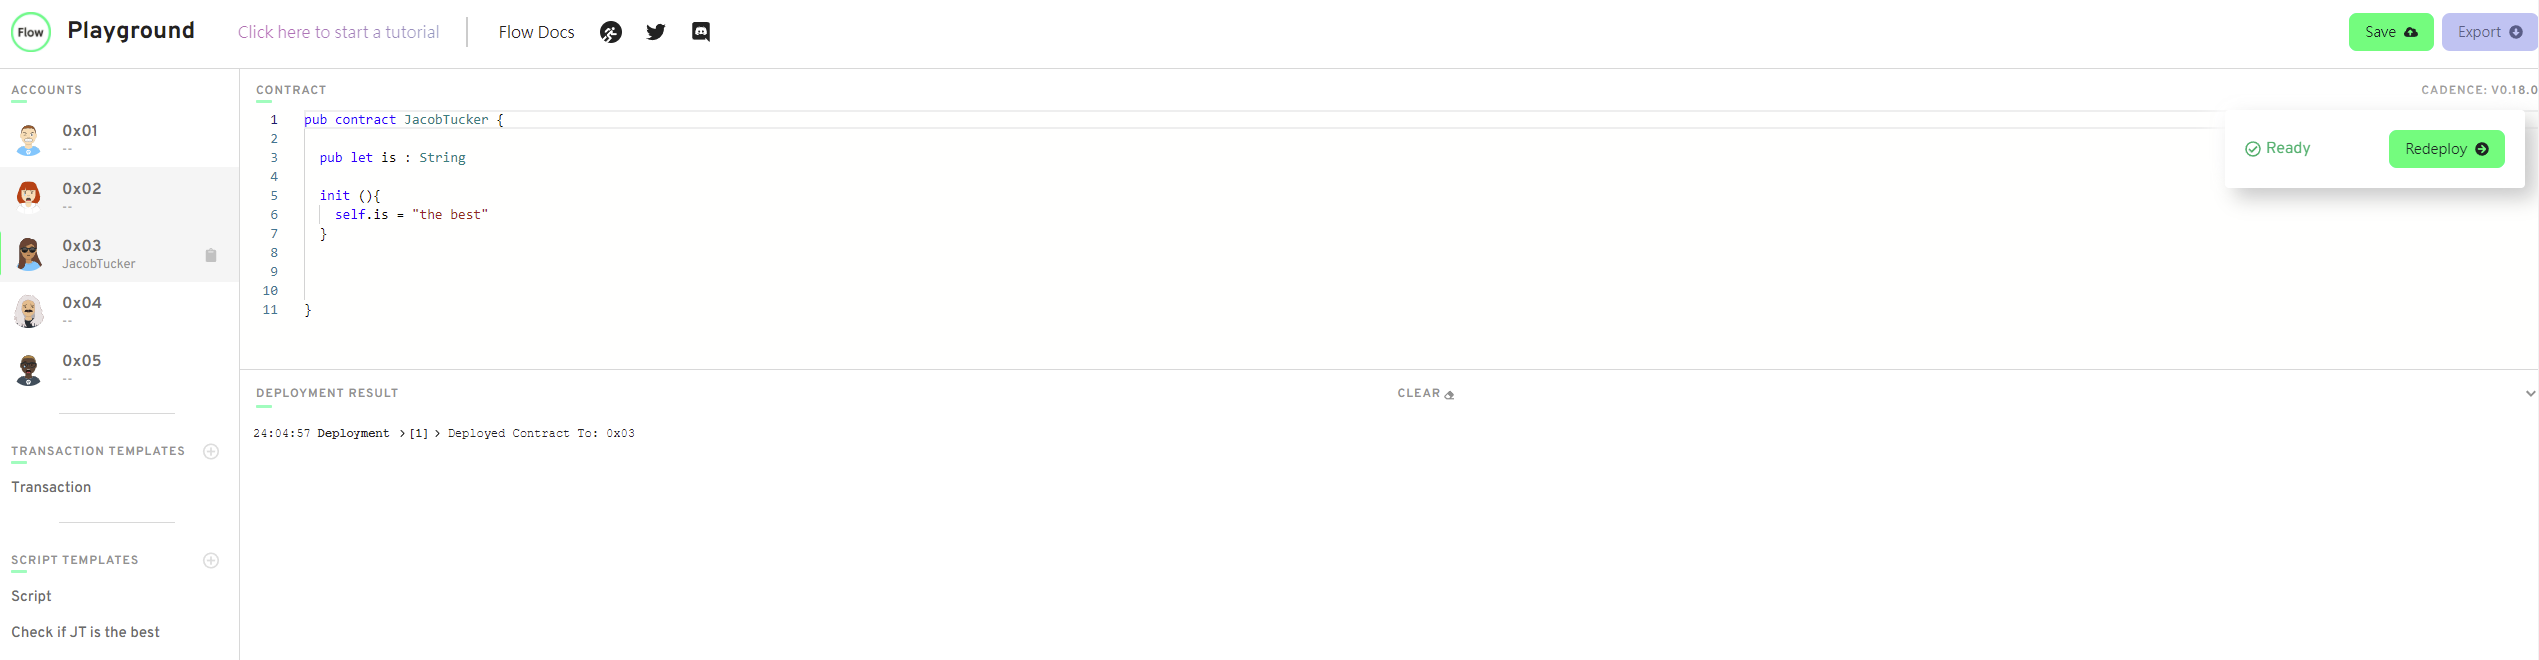 Flow Playground Click here to start a tutorial Flow Docs Save Export
ACCOUNTS
0x01
--
0x02
--
0x03
JacobTucker
0x04
--
0x05
--
TRANSACTION TEMPLATES
Transaction
SCRIPT TEMPLATES
Script
Check if JT is the best
CONTRACT CADENCE: V0.18.0
1 pub contract JacobTucker {
2
3 pub let is : String
4
5 init (){
6 self.is = "the best"
7 }
8
9
10
11 }
Ready Redeploy
DEPLOYMENT RESULT CLEAR
24:04:57 Deployment > [1] > Deployed Contract To: 0x03